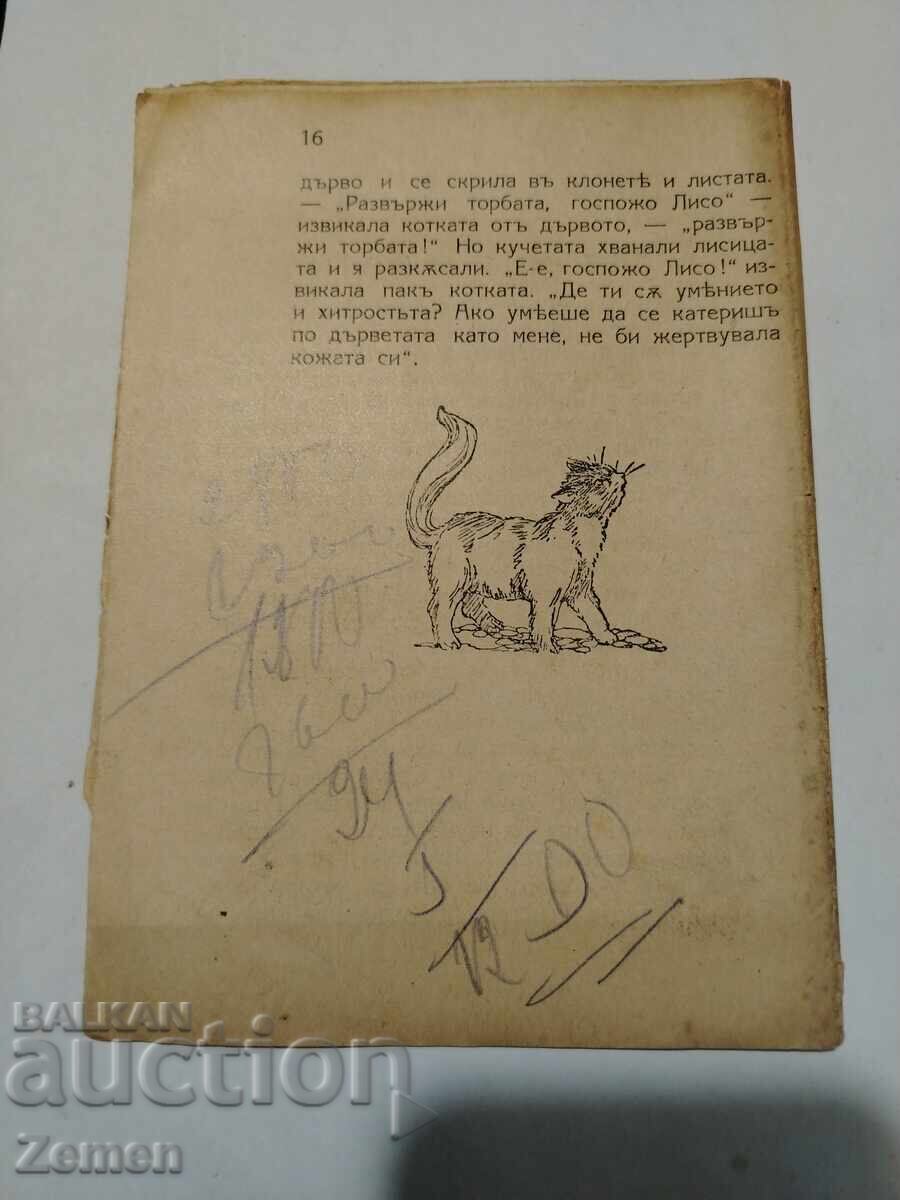 16
дърво и се скрила въ клонетѣ и листата.
— „Развържи торбата, госпожо Лисо" —
извикала котката отъ дървото, — „развър-
жи торбата!" Но кучетата хванали лисица-
та и я разкѫсали. „Е-е, госпожо Лисо!" из-
викала пакъ котката. „Де ти сѫ умѣнието
и хитростьта? Ако умѣеше да се катеришъ
по дърветата като мене, не би жертвувала
кожата си".
BALKAN
auction
Zemen